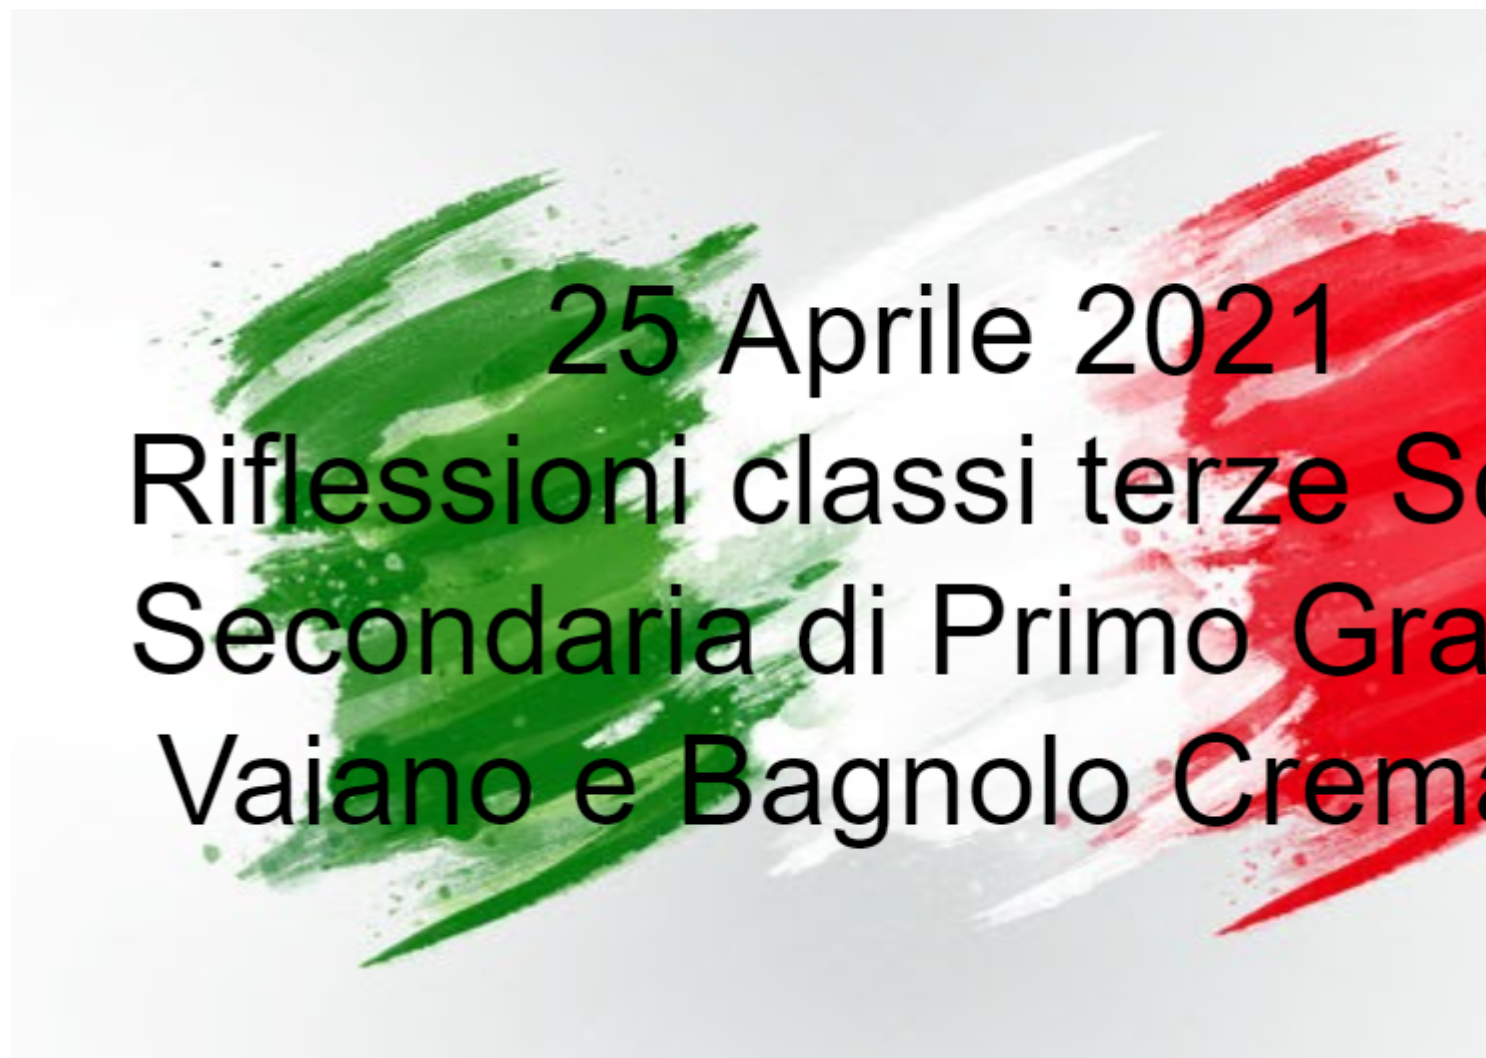 25 Aprile 2021
Riflessioni classi terze
Secondaria di Primo
Vaiano e Bagnolo